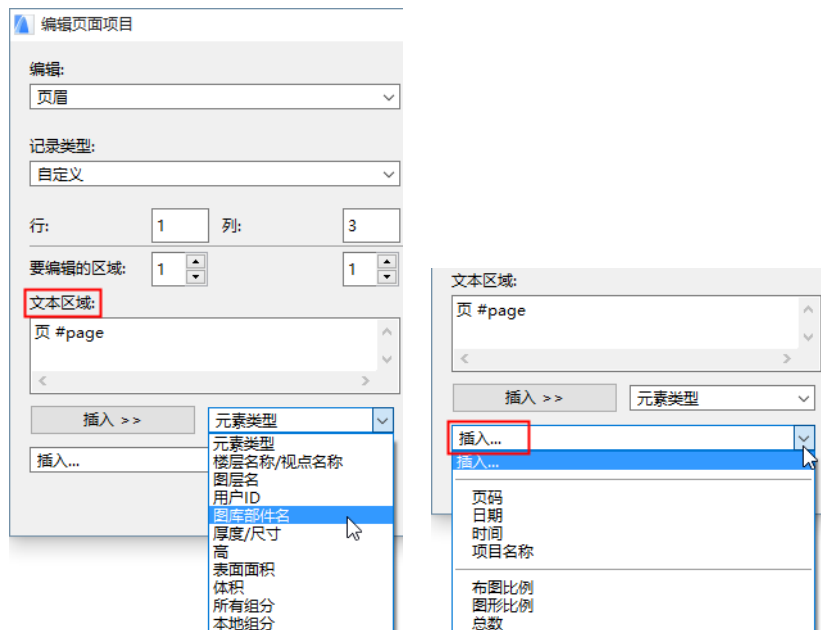 编辑页面项目
编辑:
页眉
记录类型:
自定义
行: 1 列: 3
要编辑的区域: 1 1
文本区域:
页 #page
插入 >> 元素类型
插入...
元素类型
楼层名称/视点名称
图层名
用户ID
图库部件名
厚度/尺寸
高
表面面积
体积
所有组分
本地组分
文本区域:
页 #page
插入 >> 元素类型
插入...
插入...
页码
日期
时间
项目名称
布图比例
图形比例
总数